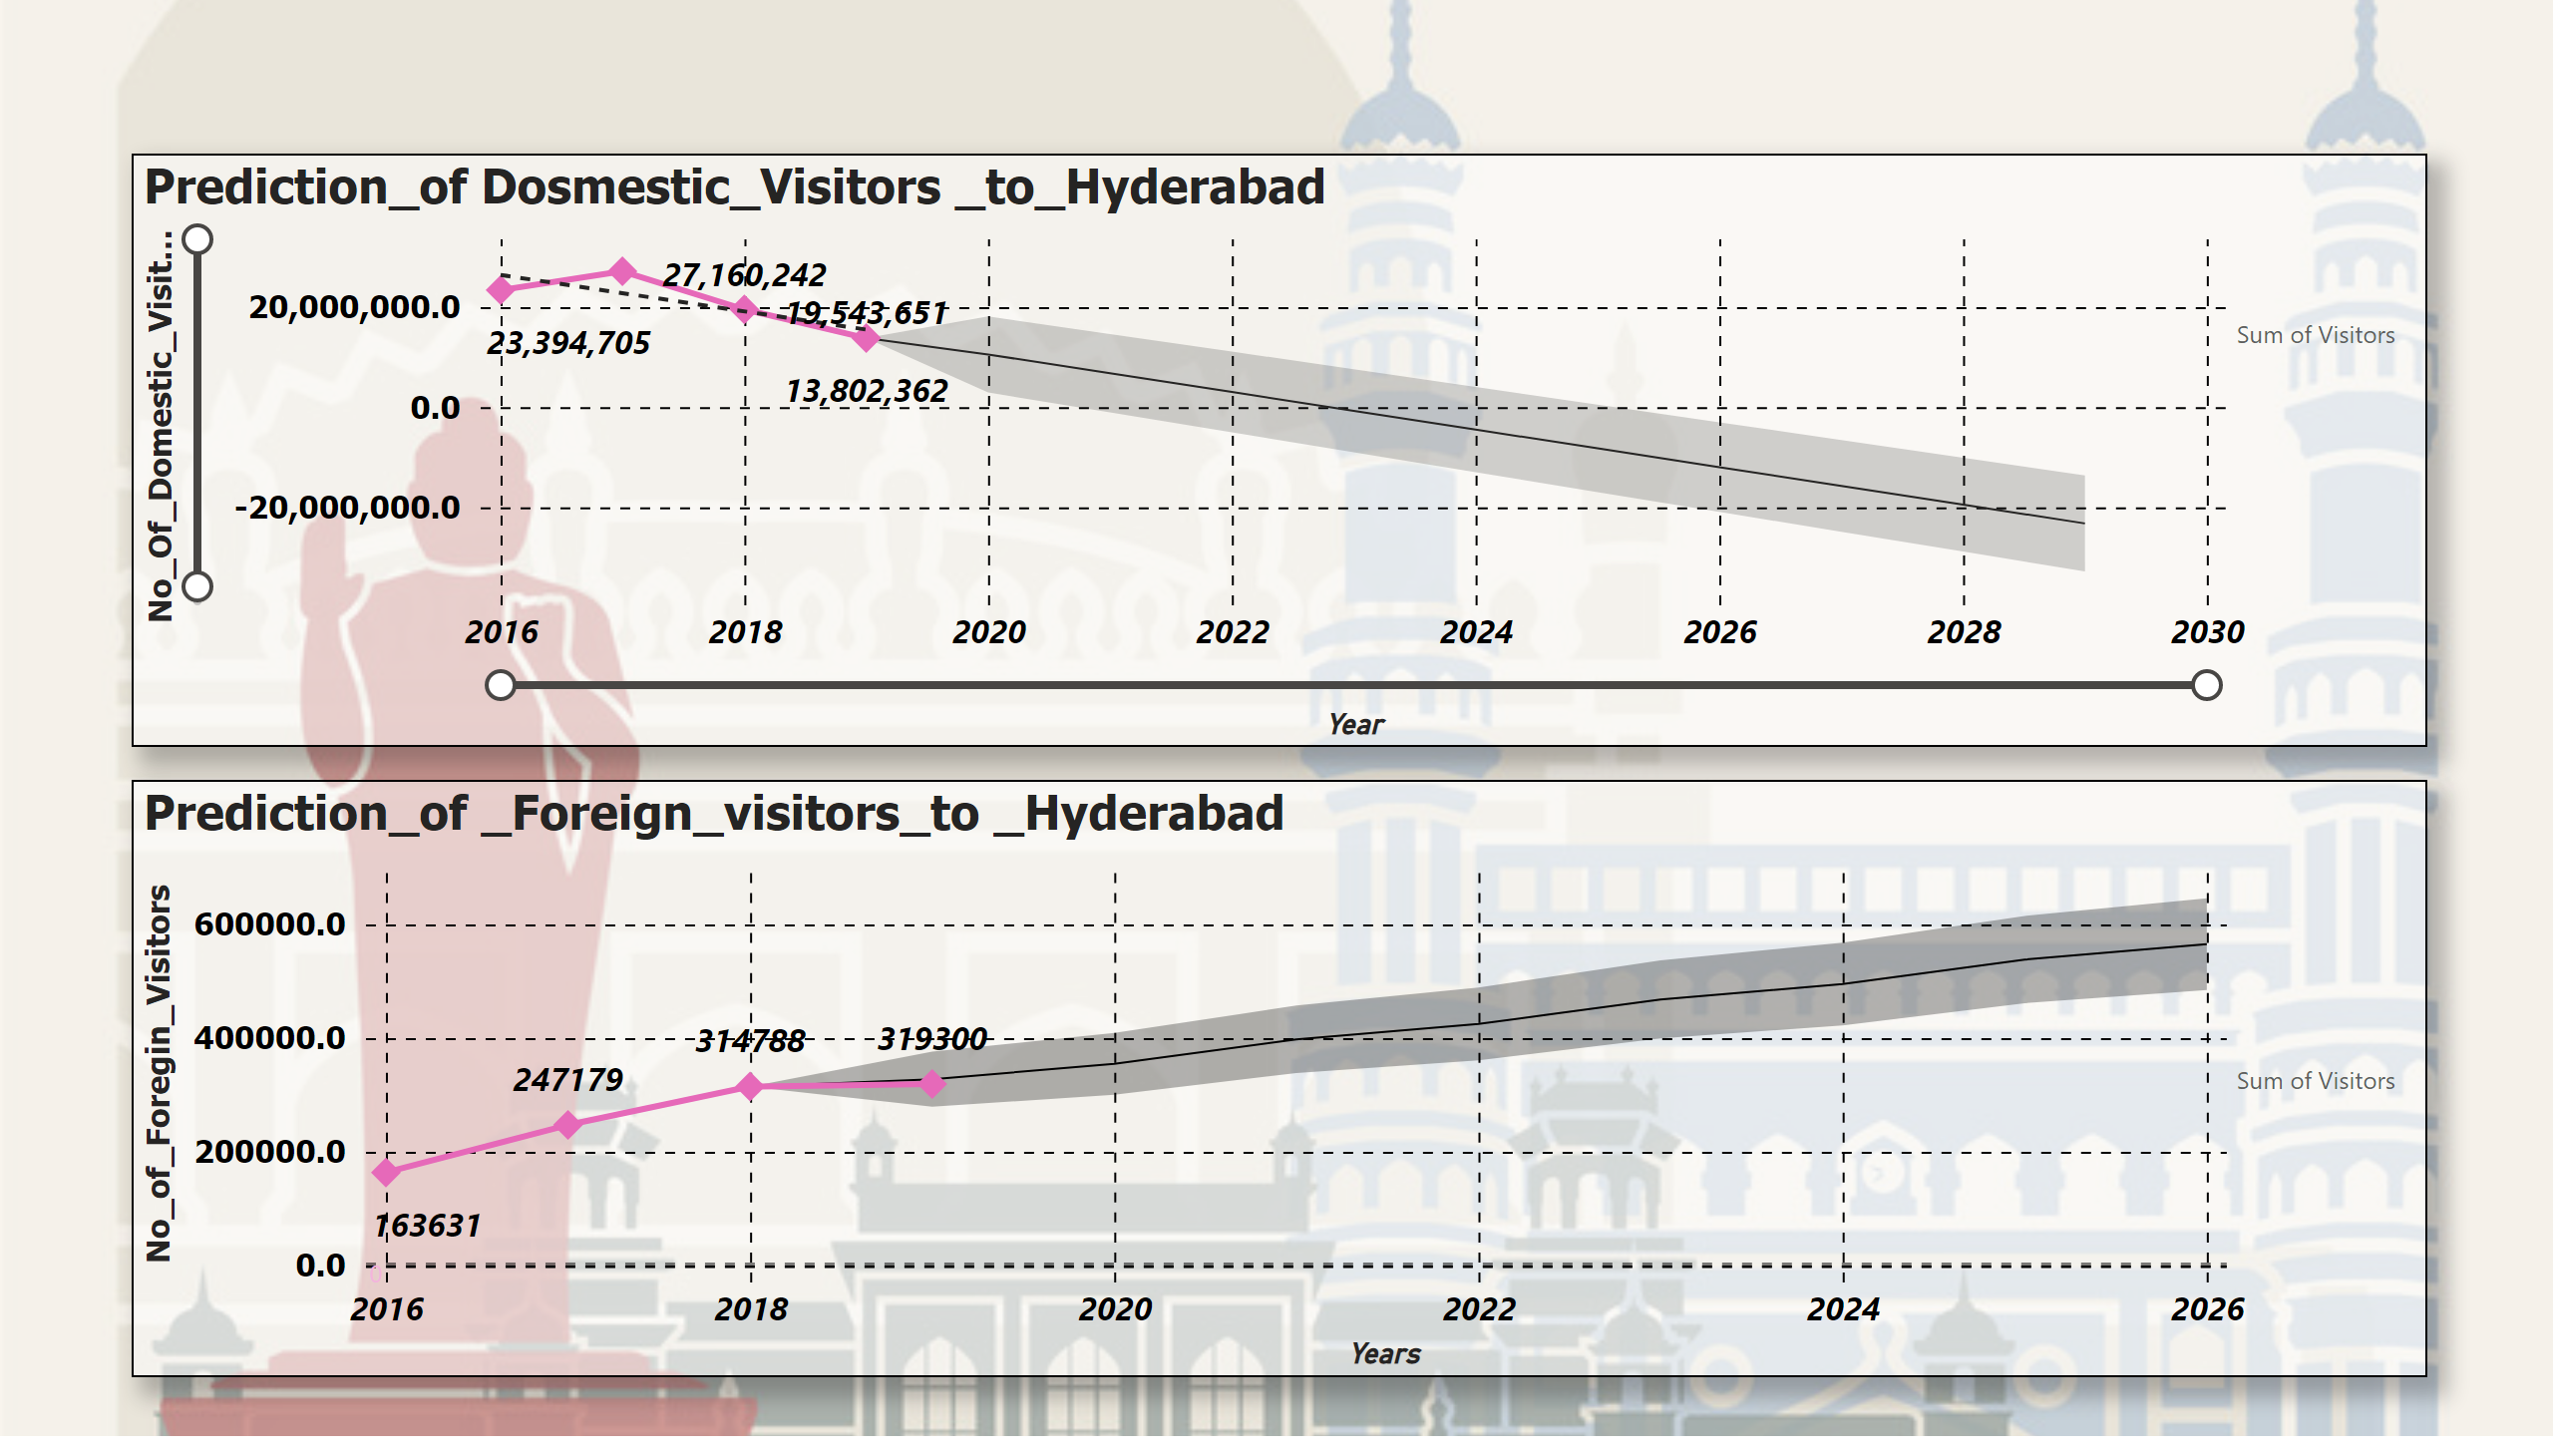 Prediction_of Dosmestic_Visitors _to_Hyderabad
No_Of_Domestic_Visit...
20,000,000.0
0.0
-20,000,000.0
27,160,242
19,543,651
23,394,705
13,802,362
Sum of Visitors
2016 2018 2020 2022 2024 2026 2028 2030
Year
Prediction_of _Foreign_visitors_to _Hyderabad
No_of_Foregin_Visitors
600000.0
400000.0
200000.0
0.0
314788
319300
247179
163631
0
Sum of Visitors
2016 2018 2020 2022 2024 2026
Years